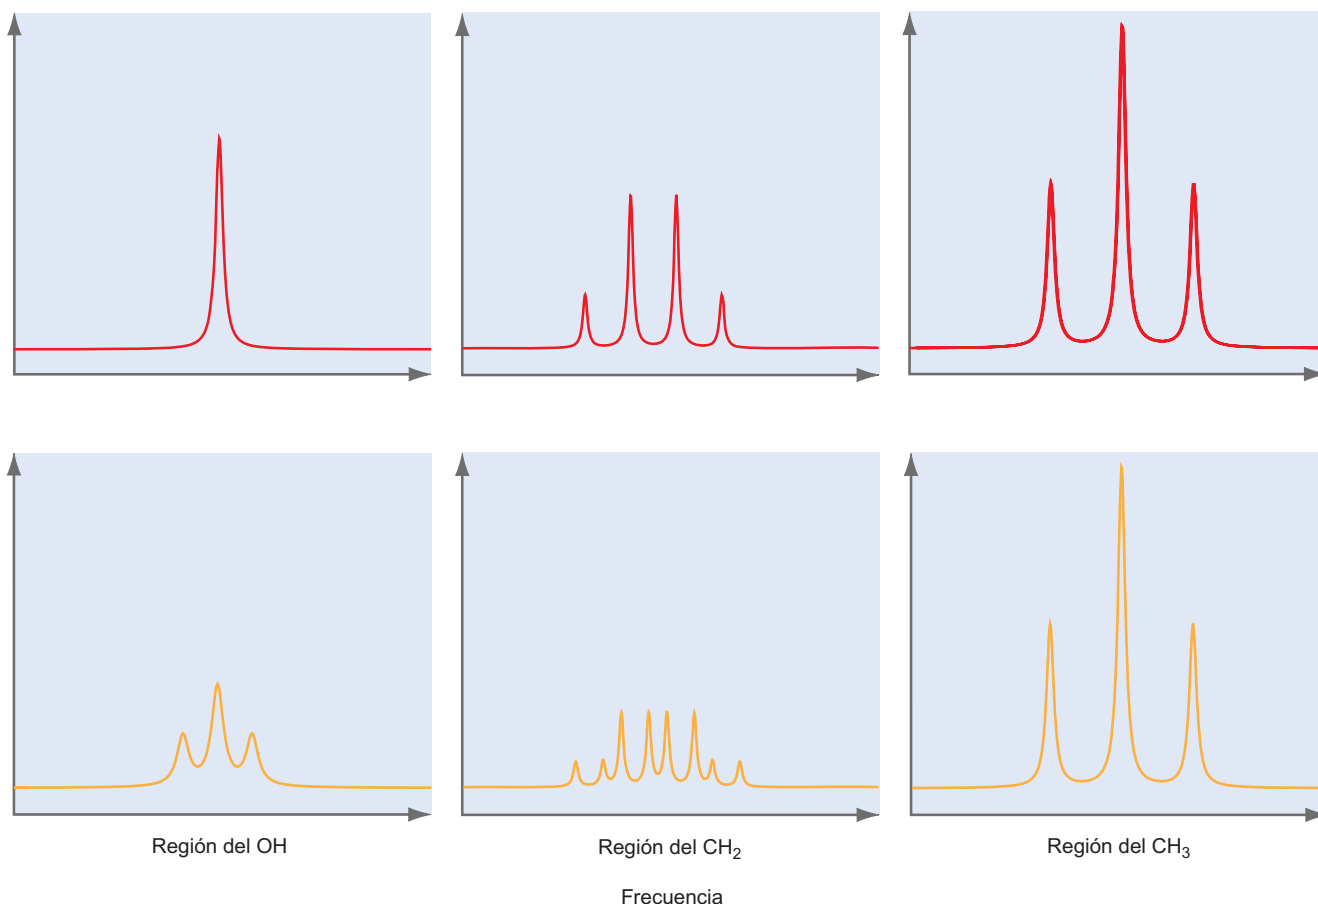 Región del OH
Región del CH₂
Región del CH₃
Frecuencia